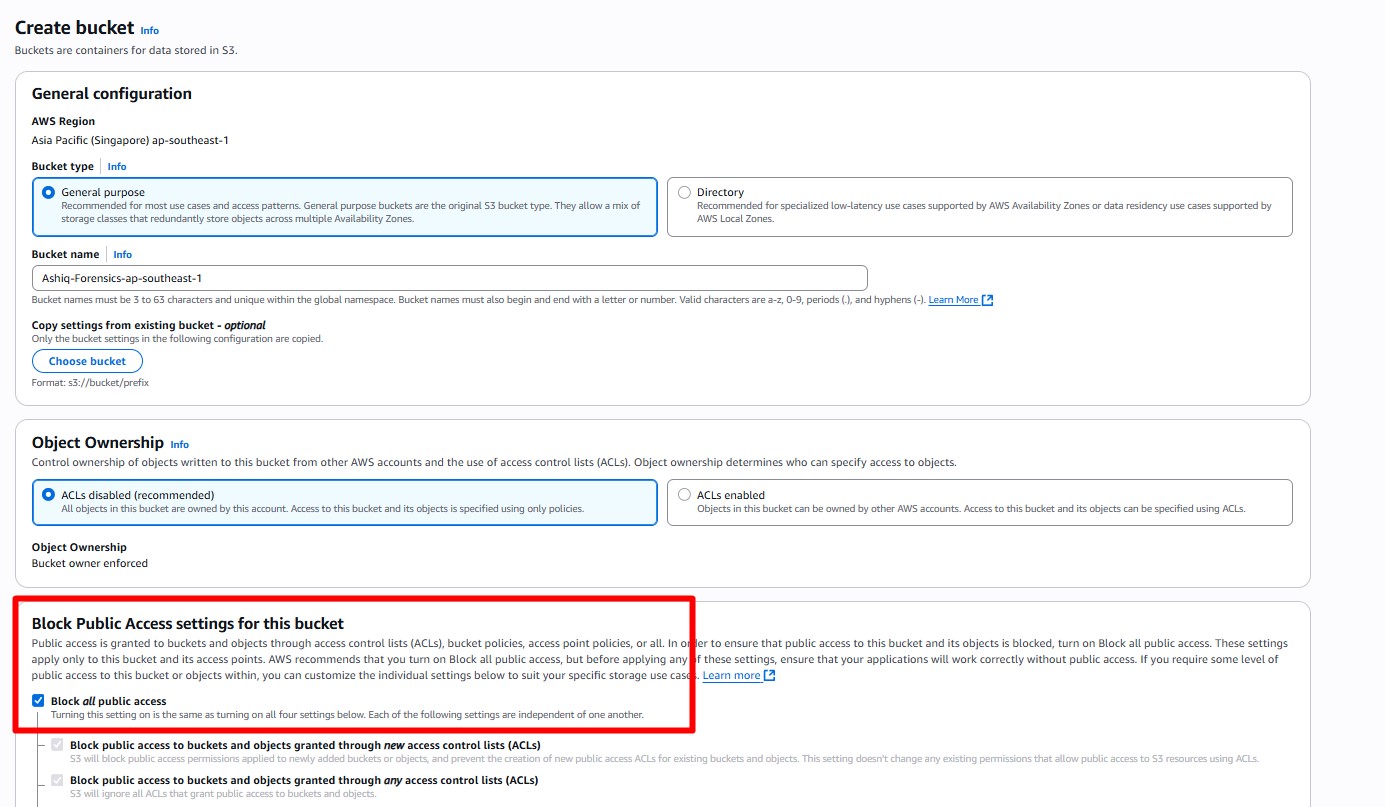 Create bucket Info
Buckets are containers for data stored in S3.
General configuration
AWS Region
Asia Pacific (Singapore) ap-southeast-1
Bucket type Info
General purpose
Recommended for most use cases and access patterns. General purpose buckets are the original S3 bucket type. They allow a mix of
storage classes that redundantly store objects across multiple Availability Zones.
Directory
Recommended for specialized low-latency use cases supported by AWS Availability Zones or data residency use cases supported by
AWS Local Zones.
Bucket name Info
Ashiq-Forensics-ap-southeast-1
Bucket names must be 3 to 63 characters and unique within the global namespace. Bucket names must also begin and end with a letter or number. Valid characters are a-z, 0-9, periods (.), and hyphens (-). Learn More
Copy settings from existing bucket - optional
Only the bucket settings in the following configuration are copied.
Choose bucket
Format: s3://bucket/prefix
Object Ownership Info
Control ownership of objects written to this bucket from other AWS accounts and the use of access control lists (ACLs). Object ownership determines who can specify access to objects.
ACLs disabled (recommended)
All objects in this bucket are owned by this account. Access to this bucket and its objects is specified using only policies.
ACLs enabled
Objects in this bucket can be owned by other AWS accounts. Access to this bucket and its objects can be specified using ACLs.
Object Ownership
Bucket owner enforced
Block Public Access settings for this bucket
Public access is granted to buckets and objects through access control lists (ACLs), bucket policies, access point policies, or all. In order to ensure that public access to this bucket and its objects is blocked, turn on Block all public access. These settings
apply only to this bucket and its access points. AWS recommends that you turn on Block all public access, but before applying any of these settings, ensure that your applications will work correctly without public access. If you require some level of
public access to this bucket or objects within, you can customize the individual settings below to suit your specific storage use cases. Learn more
Block all public access
Turning this setting on is the same as turning on all four settings below. Each of the following settings are independent of one another.
Block public access to buckets and objects granted through new access control lists (ACLs)
S3 will block public access permissions applied to newly added buckets or objects, and prevent the creation of new public access ACLs for existing buckets and objects. This setting doesn't change any existing permissions that allow public access to S3 resources using ACLs.
Block public access to buckets and objects granted through any access control lists (ACLs)
S3 will ignore all ACLs that grant public access to buckets and objects.